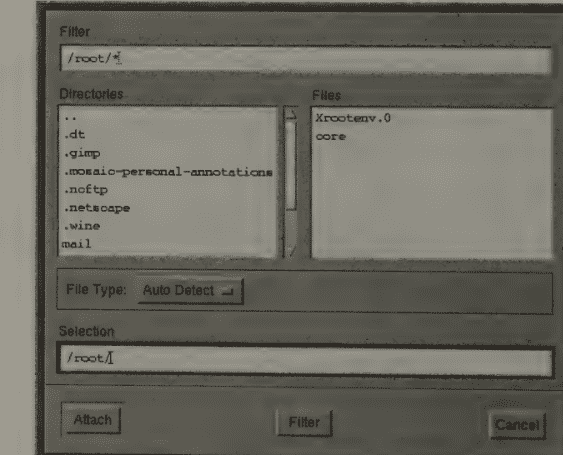 Filter
/root/*
Directories
..
.dt
.gimp
.mosaic-personal-annotations
.ncftp
.netscape
.wine
mail
Files
Xrootenv.0
core
File Type: Auto Detect
Selection
/root/
Attach
Filter
Cancel